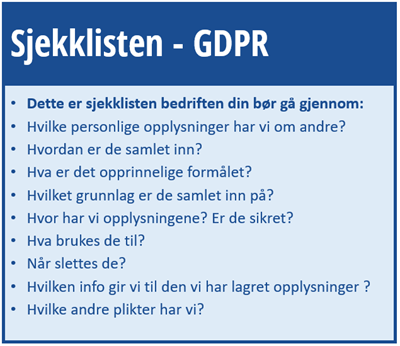 Sjekklisten - GDPR
• Dette er sjekklisten bedriften din bør gå gjennom:
• Hvilke personlige opplysninger har vi om andre?
• Hvordan er de samlet inn?
• Hva er det opprinnelige formålet?
• Hvilket grunnlag er de samlet inn på?
• Hvor har vi opplysningene? Er de sikret?
• Hva brukes de til?
• Når slettes de?
• Hvilken info gir vi til den vi har lagret opplysninger ?
• Hvilke andre plikter har vi?